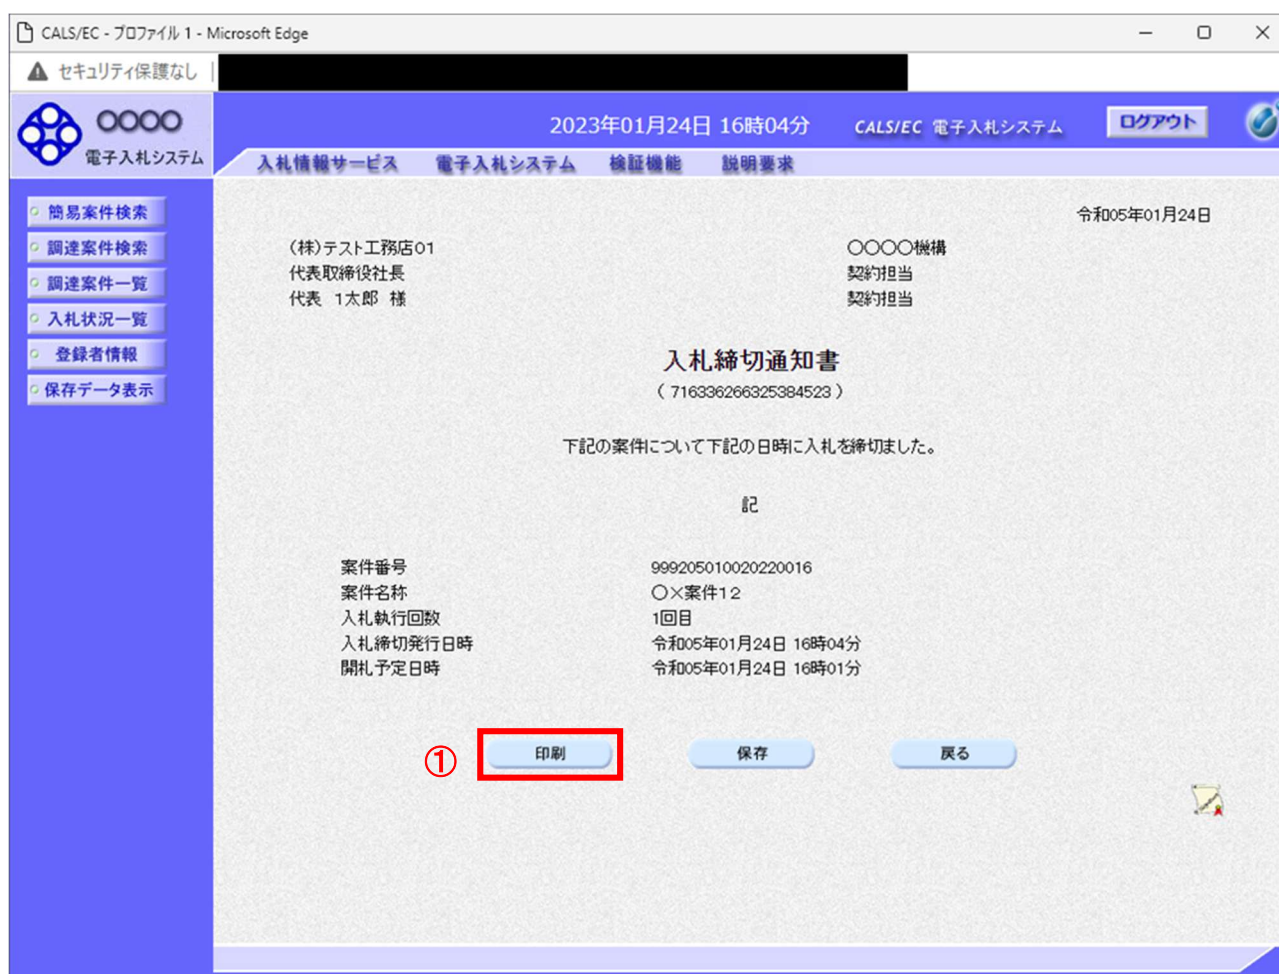 CALS/EC - プロファイル 1 - Microsoft Edge
セキュリティ保護なし
〇〇〇〇
電子入札システム
2023年01月24日 16時04分
CALS/EC 電子入札システム
ログアウト
入札情報サービス 電子入札システム 検証機能 説明要求
簡易案件検索
調達案件検索
調達案件一覧
入札状況一覧
登録者情報
保存データ表示
令和05年01月24日
(株)テスト工務店01
代表取締役社長
代表 1太郎 様
〇〇〇〇機構
契約担当
契約担当
入札締切通知書
( 716336266325384523 )
下記の案件について下記の日時に入札を締切ました。
記
案件番号 999205010020220016
案件名称 〇×案件12
入札執行回数 1回目
入札締切発行日時 令和05年01月24日 16時04分
開札予定日時 令和05年01月24日 16時01分
① 印刷 保存 戻る